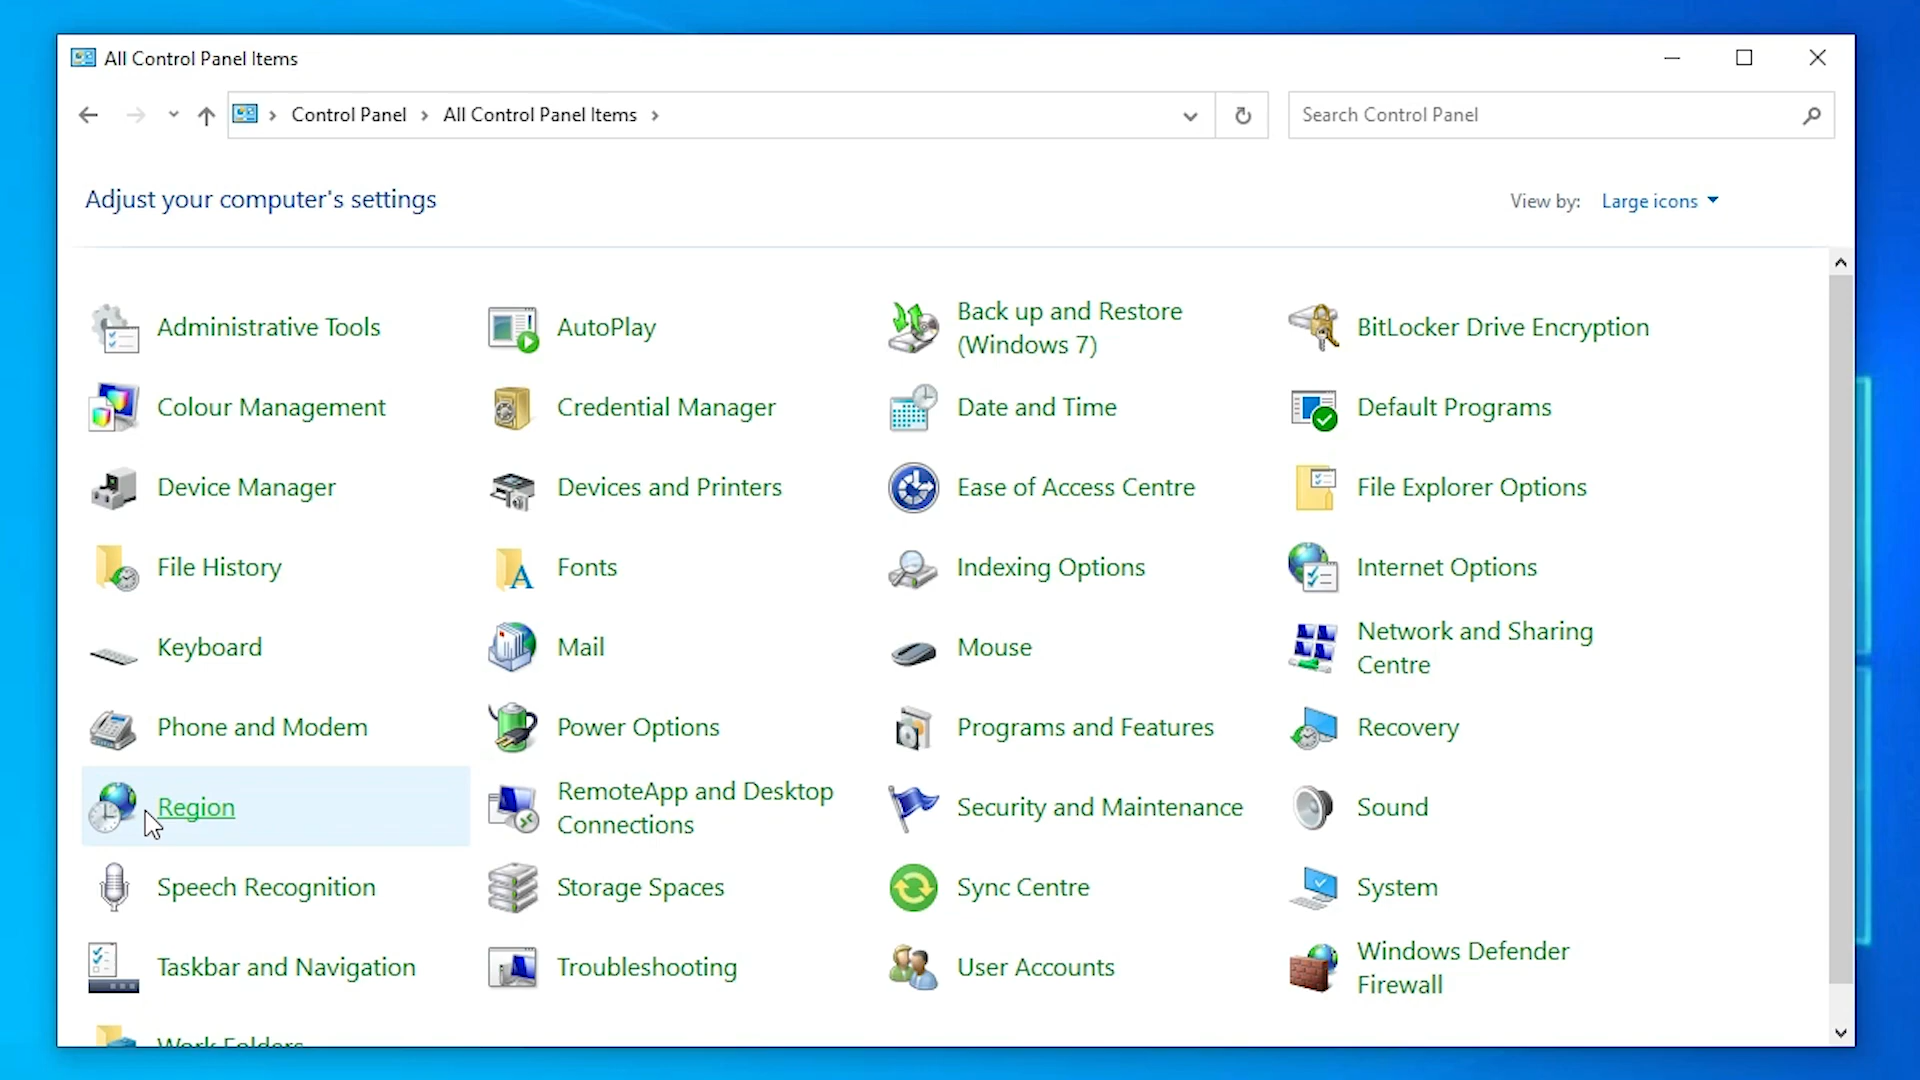 All Control Panel Items
Control Panel > All Control Panel Items >
Search Control Panel
Adjust your computer's settings
View by: Large icons
Administrative Tools
AutoPlay
Back up and Restore
(Windows 7)
BitLocker Drive Encryption
Colour Management
Credential Manager
Date and Time
Default Programs
Device Manager
Devices and Printers
Ease of Access Centre
File Explorer Options
File History
Fonts
Indexing Options
Internet Options
Keyboard
Mail
Mouse
Network and Sharing
Centre
Phone and Modem
Power Options
Programs and Features
Recovery
Region
RemoteApp and Desktop
Connections
Security and Maintenance
Sound
Speech Recognition
Storage Spaces
Sync Centre
System
Taskbar and Navigation
Troubleshooting
User Accounts
Windows Defender
Firewall
Work Folders